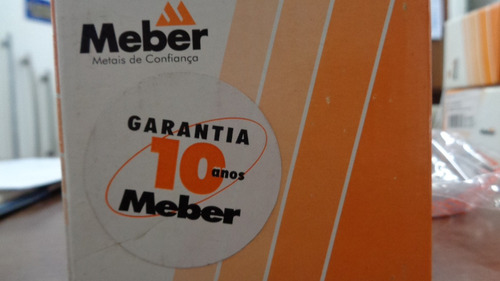 Meber
Metais de Confiança
GARANTIA
10 anos
Meber